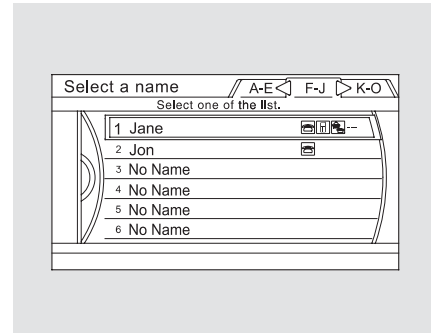 Select a name A-E F-J K-O
Select one of the list.
1 Jane
2 Jon
3 No Name
4 No Name
5 No Name
6 No Name